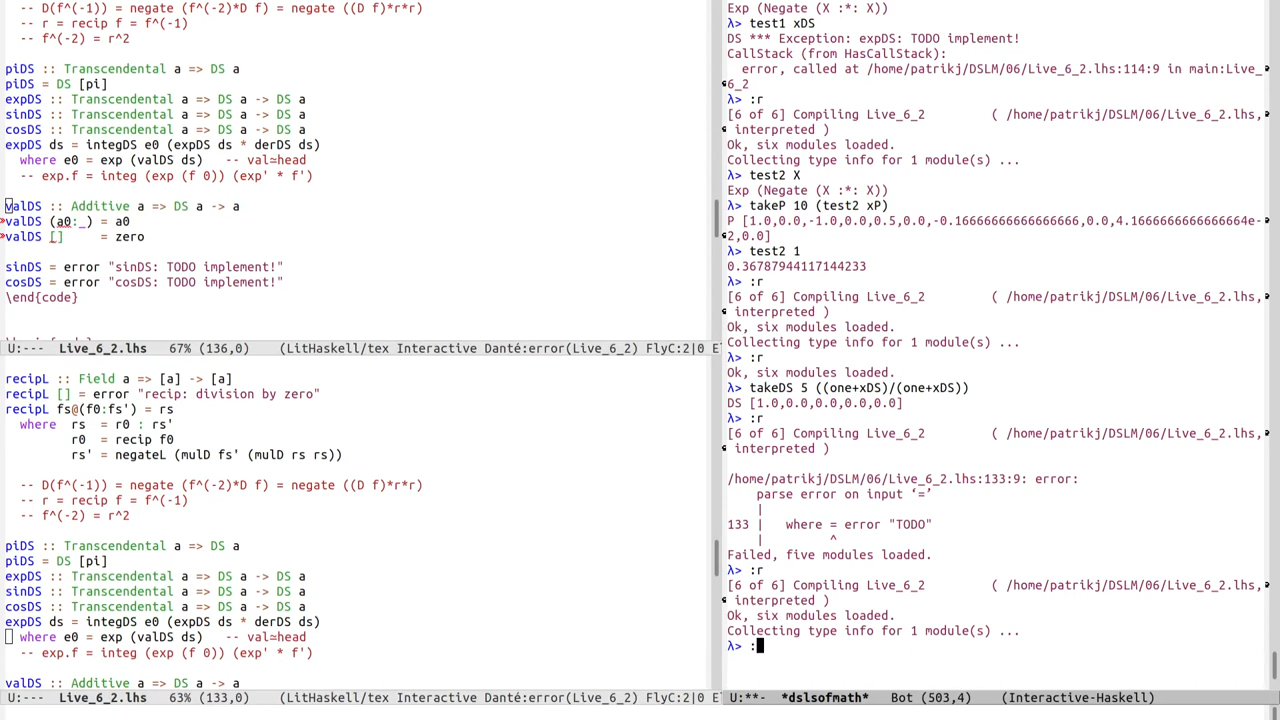 -- D(f^(-1)) = negate (f^(-2)*D f) = negate ((D f)*r*r)
-- r = recip f = f^(-1)
-- f^(-2) = r^2
piDS :: Transcendental a => DS a
piDS = DS [pi]
expDS :: Transcendental a => DS a -> DS a
sinDS :: Transcendental a => DS a -> DS a
cosDS :: Transcendental a => DS a -> DS a
expDS ds = integDS e0 (expDS ds * derDS ds)
where e0 = exp (valDS ds)   -- val≃head
-- exp.f = integ (exp (f 0)) (exp' * f')
valDS :: Additive a => DS a -> a
valDS (a0:_) = a0
valDS []     = zero
sinDS = error "sinDS: TODO implement!"
cosDS = error "cosDS: TODO implement!"
\end{code}
U:---  Live_6_2.lhs   67% (136,0)   (LitHaskell/tex Interactive Danté:error(Live_6_2) FlyC:2|0 El
recipL :: Field a => [a] -> [a]
recipL [] = error "recip: division by zero"
recipL fs@(f0:fs') = rs
where  rs  = r0 : rs'
r0  = recip f0
rs' = negateL (mulD fs' (mulD rs rs))
-- D(f^(-1)) = negate (f^(-2)*D f) = negate ((D f)*r*r)
-- r = recip f = f^(-1)
-- f^(-2) = r^2
piDS :: Transcendental a => DS a
piDS = DS [pi]
expDS :: Transcendental a => DS a -> DS a
sinDS :: Transcendental a => DS a -> DS a
cosDS :: Transcendental a => DS a -> DS a
expDS ds = integDS e0 (expDS ds * derDS ds)
where e0 = exp (valDS ds)   -- val≃head
-- exp.f = integ (exp (f 0)) (exp' * f')
valDS :: Additive a => DS a -> a
U:---  Live_6_2.lhs   63% (133,0)   (LitHaskell/tex Interactive Danté:error(Live_6_2) FlyC:2|0 El
Exp (Negate (X :*: X))
λ> test1 xDS
DS *** Exception: expDS: TODO implement!
CallStack (from HasCallStack):
error, called at /home/patrikj/DSLM/06/Live_6_2.lhs:114:9 in main:Live_
6_2
λ> :r
[6 of 6] Compiling Live_6_2         ( /home/patrikj/DSLM/06/Live_6_2.lhs,
interpreted )
Ok, six modules loaded.
Collecting type info for 1 module(s) ...
λ> test2 X
Exp (Negate (X :*: X))
λ> takeP 10 (test2 xP)
P [1.0,0.0,-1.0,0.0,0.5,0.0,-0.16666666666666666,0.0,4.1666666666666664e-
2,0.0]
λ> test2 1
0.36787944117144233
λ> :r
[6 of 6] Compiling Live_6_2         ( /home/patrikj/DSLM/06/Live_6_2.lhs,
interpreted )
Ok, six modules loaded.
Collecting type info for 1 module(s) ...
λ> :r
Ok, six modules loaded.
λ> takeDS 5 ((one+xDS)/(one+xDS))
DS [1.0,0.0,0.0,0.0,0.0]
λ> :r
[6 of 6] Compiling Live_6_2         ( /home/patrikj/DSLM/06/Live_6_2.lhs,
interpreted )
/home/patrikj/DSLM/06/Live_6_2.lhs:133:9: error:
parse error on input ‘=’
|
133 |   where = error "TODO"
|         ^
Failed, five modules loaded.
λ> :r
[6 of 6] Compiling Live_6_2         ( /home/patrikj/DSLM/06/Live_6_2.lhs,
interpreted )
Ok, six modules loaded.
Collecting type info for 1 module(s) ...
λ> :
U:**-  *dslsofmath*   Bot (503,4)    (Interactive-Haskell)